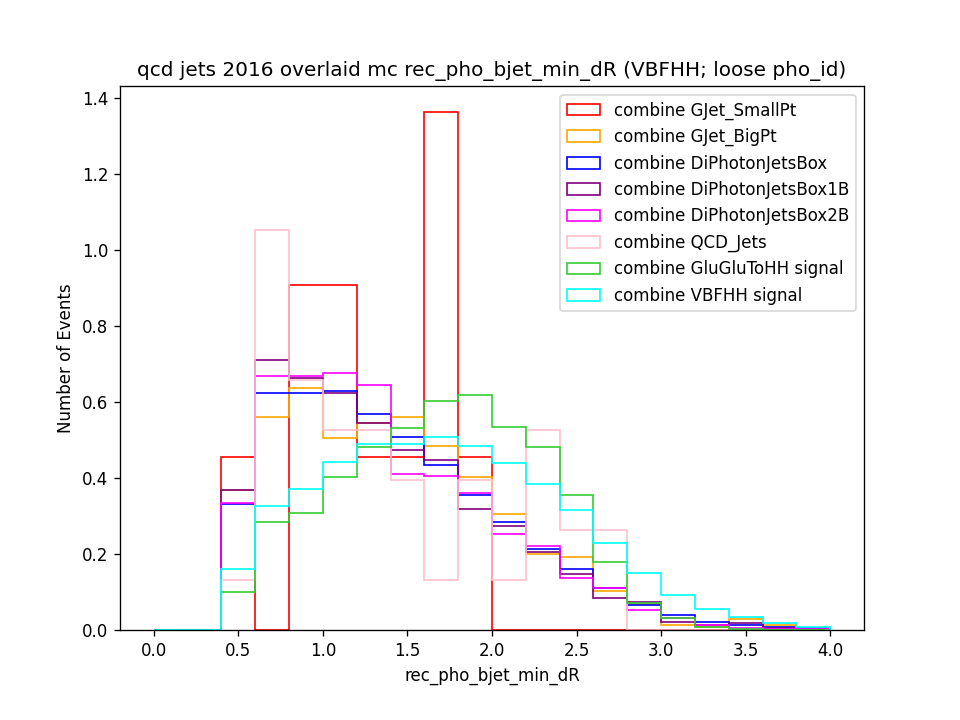 qcd jets 2016 overlaid mc rec_pho_bjet_min_dR (VBFHH; loose pho_id)
combine GJet_SmallPt
combine GJet_BigPt
combine DiPhotonJetsBox
combine DiPhotonJetsBox1B
combine DiPhotonJetsBox2B
combine QCD_Jets
combine GluGluToHH signal
combine VBFHH signal
Number of Events
1.4
1.2
1.0
0.8
0.6
0.4
0.2
0.0
0.0 0.5 1.0 1.5 2.0 2.5 3.0 3.5 4.0
rec_pho_bjet_min_dR